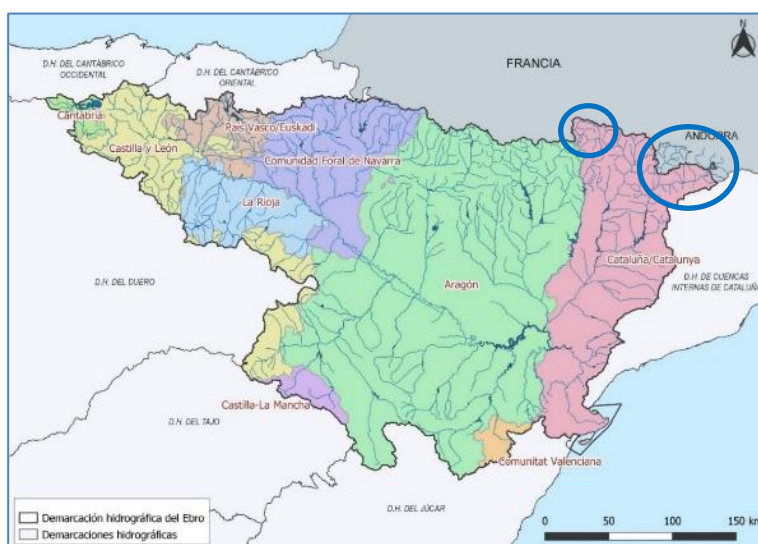 D.H. DEL CANTÁBRICO
OCCIDENTAL
D.H. DEL CANTÁBRICO
ORIENTAL
FRANCIA
N
ANDORRA
Cantabria
País Vasco/Euskadi
Castilla y León
Comunidad Foral de Navarra
La Rioja
Cataluña/Catalunya
D.H. DE CUENCAS
INTERNAS DE CATALUÑA
D.H. DEL DUERO
Aragón
Castilla-La Mancha
D.H. DEL TAJO
Comunitat Valenciana
D.H. DEL JÚCAR
Demarcación hidrográfica del Ebro
Demarcaciones hidrográficas
0 50 100 150 km